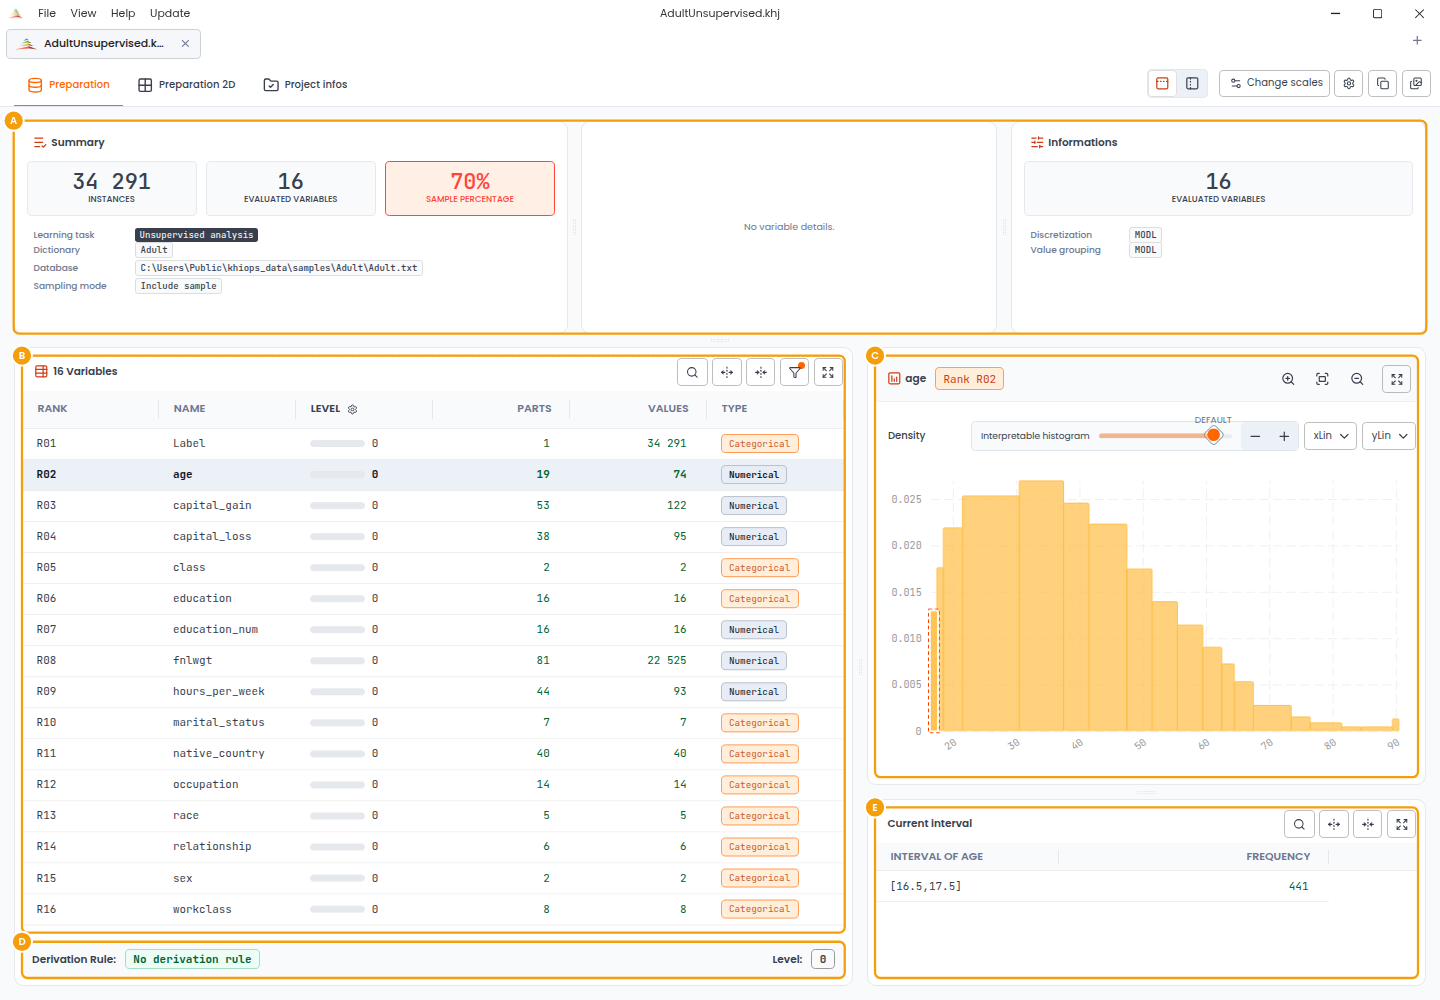 File View Help Update AdultUnsupervised.khj
AdultUnsupervised.k...
Preparation Preparation 2D Project infos Change scales
A
Summary
34 291 INSTANCES
16 EVALUATED VARIABLES
70% SAMPLE PERCENTAGE
Learning task Unsupervised analysis
Dictionary Adult
Database C:\Users\Public\khiops_data\samples\Adult\Adult.txt
Sampling mode Include sample
No variable details.
Informations
16
EVALUATED VARIABLES
Discretization MODL
Value grouping MODL
B
16 Variables
RANK NAME LEVEL PARTS VALUES TYPE
R01 Label 0 1 34 291 Categorical
R02 age 0 19 74 Numerical
R03 capital_gain 0 53 122 Numerical
R04 capital_loss 0 38 95 Numerical
R05 class 0 2 2 Categorical
R06 education 0 16 16 Categorical
R07 education_num 0 16 16 Numerical
R08 fnlwgt 0 81 22 525 Numerical
R09 hours_per_week 0 44 93 Numerical
R10 marital_status 0 7 7 Categorical
R11 native_country 0 40 40 Categorical
R12 occupation 0 14 14 Categorical
R13 race 0 5 5 Categorical
R14 relationship 0 6 6 Categorical
R15 sex 0 2 2 Categorical
R16 workclass 0 8 8 Categorical
D
Derivation Rule: No derivation rule Level: 0
C
age Rank R02
DEFAULT
Density Interpretable histogram xLin yLin
0.025
0.020
0.015
0.010
0.005
0
20 30 40 50 60 70 80 90
E
Current interval
INTERVAL OF AGE FREQUENCY
[16.5,17.5] 441